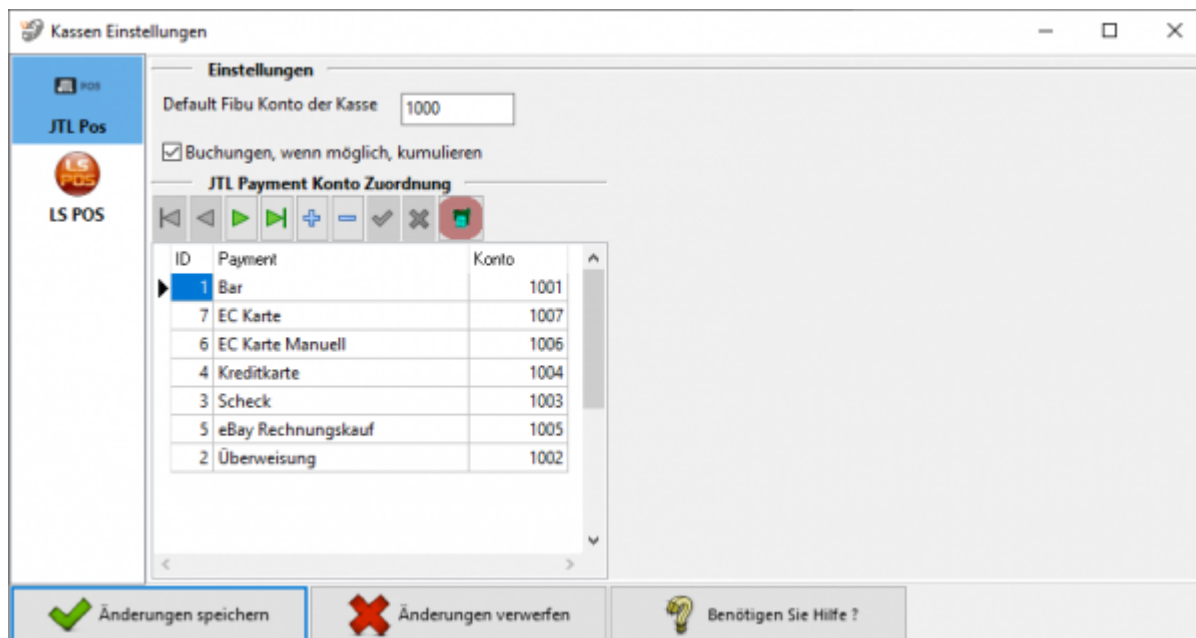 Kassen Einstellungen
POS
JTL Pos
LS POS
LS POS
Einstellungen
Default Fibu Konto der Kasse 1000
Buchungen, wenn möglich, kumulieren
JTL Payment Konto Zuordnung
ID Payment Konto
1 Bar 1001
7 EC Karte 1007
6 EC Karte Manuell 1006
4 Kreditkarte 1004
3 Scheck 1003
5 eBay Rechnungskauf 1005
2 Überweisung 1002
Änderungen speichern
Änderungen verwerfen
Benötigen Sie Hilfe ?